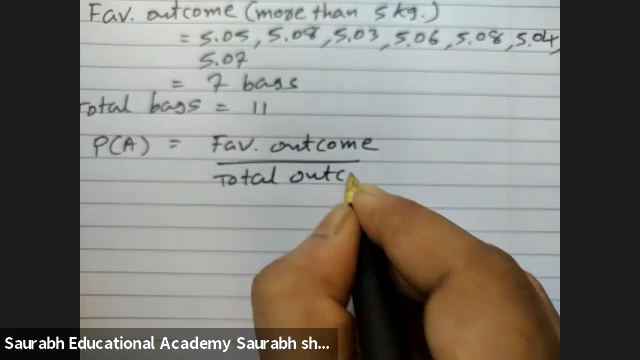 Fav. outcome (more than 5 kg.)
= 5.05, 5.08, 5.03, 5.06, 5.08, 5.04,
5.07
= 7 bags
Total bags = 11
P(A) = Fav. outcome
Total outc
Saurabh Educational Academy Saurabh sh...